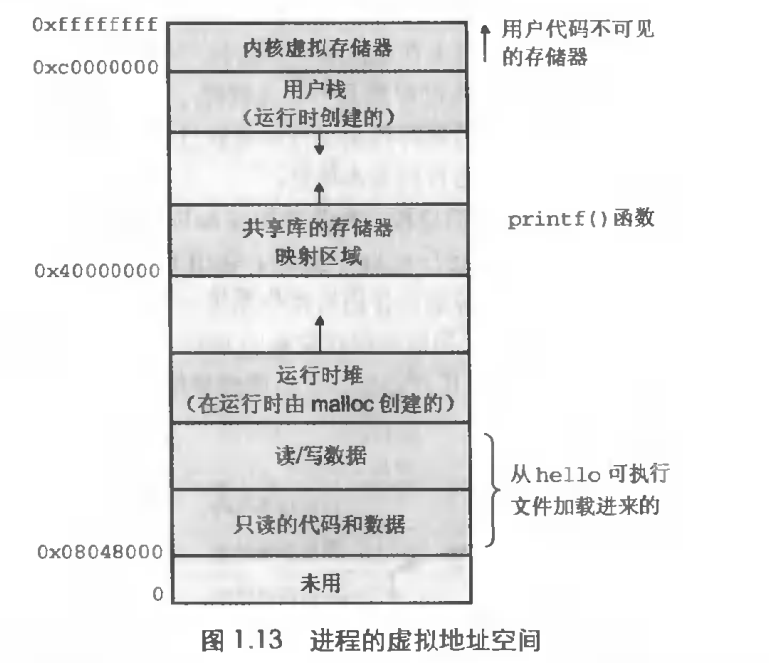 0xffffffff
内核虚拟存储器
用户代码不可见
的存储器
0xc0000000
用户栈
（运行时创建的）
共享库的存储器
映射区域
printf()函数
0x40000000
运行时堆
（在运行时由 malloc 创建的）
读/写数据
从 hello 可执行
文件加载进来的
只读的代码和数据
0x08048000
未用
0
图 1.13 进程的虚拟地址空间